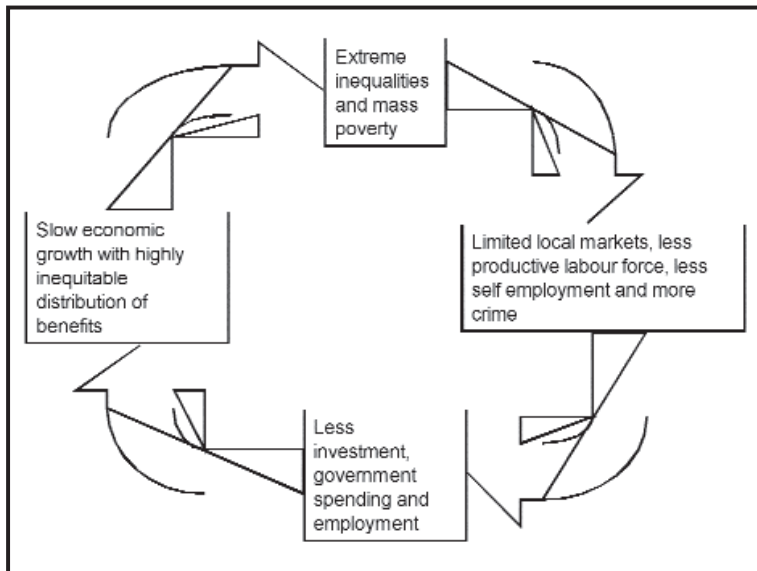 Extreme
inequalities
and mass
poverty
Slow economic
growth with highly
inequitable
distribution of
benefits
Limited local markets, less
productive labour force, less
self employment and more
crime
Less
investment,
government
spending and
employment